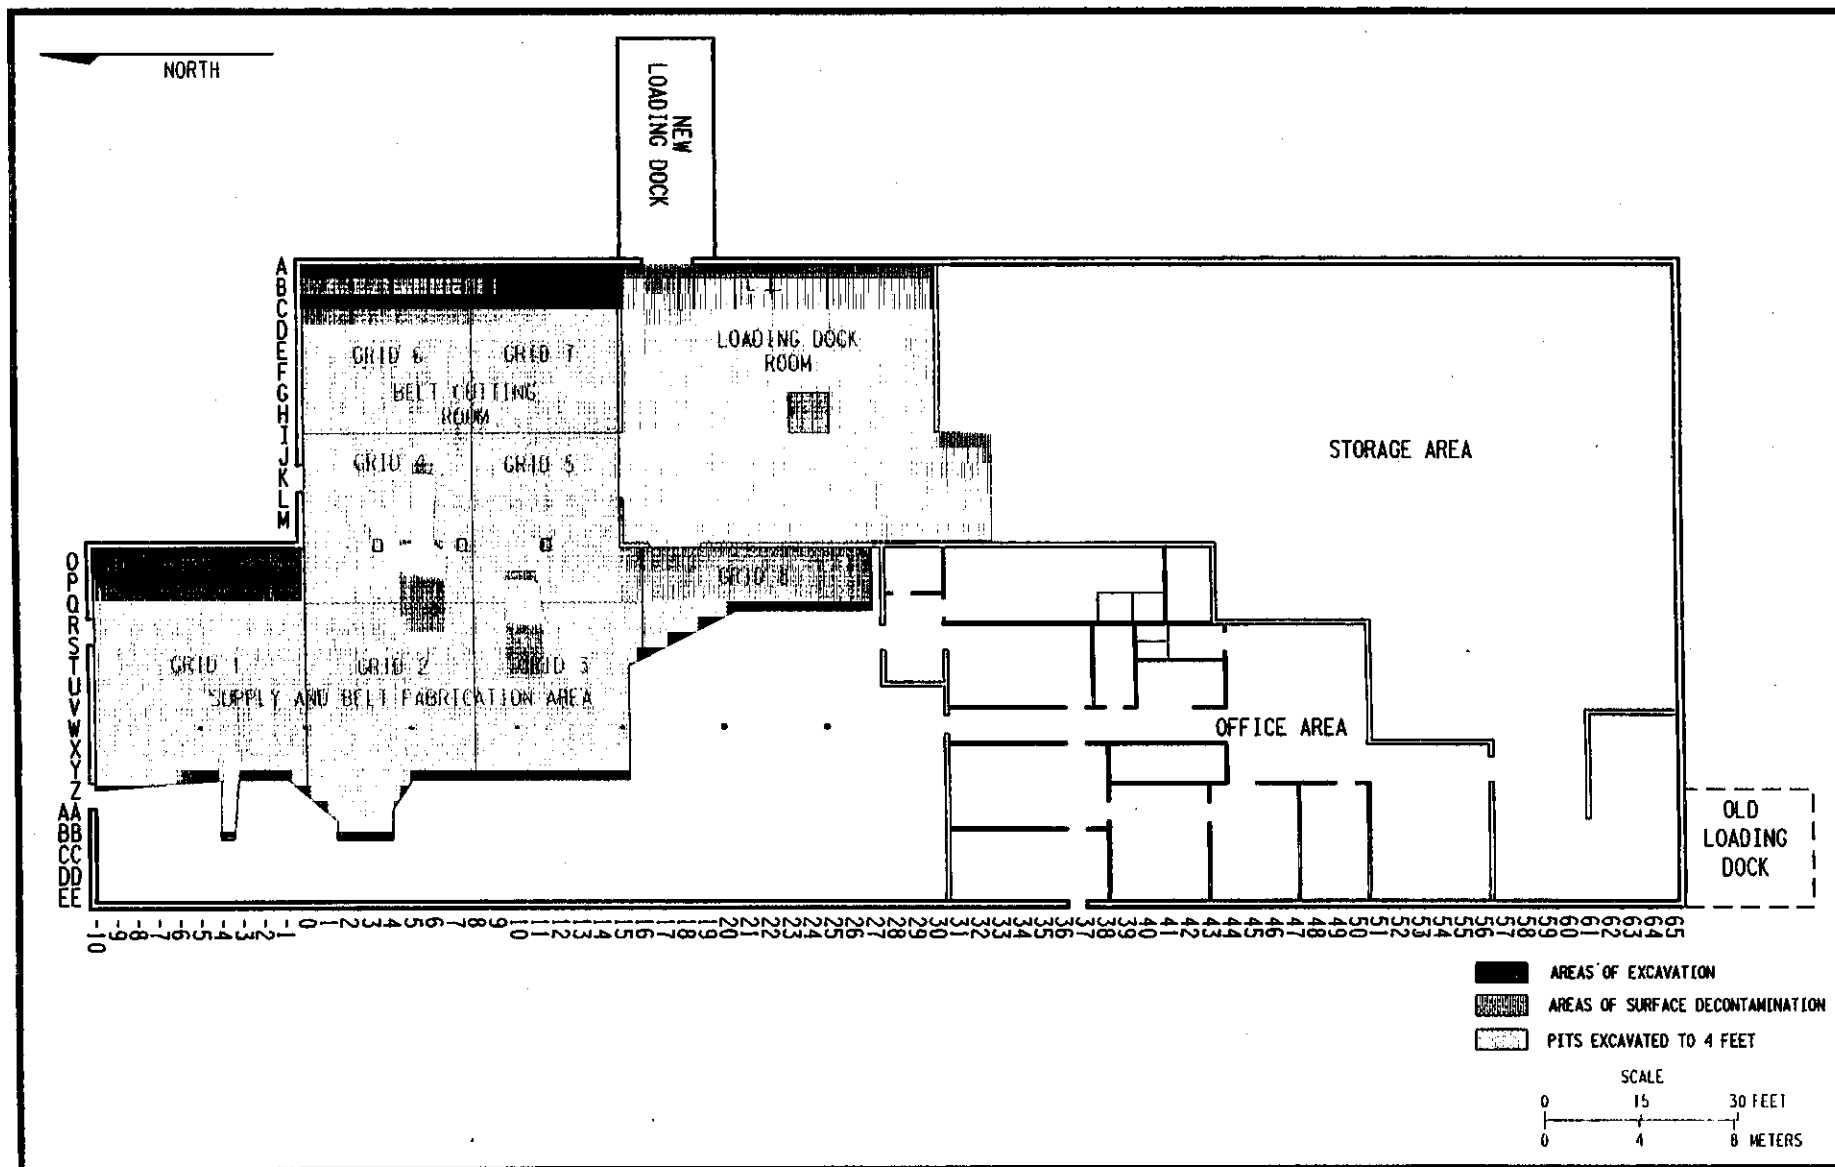 NORTH
NEW
LOADING DOCK
A
B
C
D
E
F
G
H
I
J
K
L
M
GRID 6
GRID 7
BELT CUTTING
ROOM
LOADING DOCK
ROOM
GRID 4
GRID 5
STORAGE AREA
O
P
Q
R
S
T
U
V
W
X
Y
Z
AA
BB
CC
DD
EE
GRID 8
GRID 1
GRID 2
GRID 3
SUPPLY AND BELT FABRICATION AREA
OFFICE AREA
OLD
LOADING
DOCK
-10 -9 -8 -7 -6 -5 -4 -3 -2 -1 0 1 2 3 4 5 6 7 8 9 10 11 12 13 14 15 16 17 18 19 20 21 22 23 24 25 26 27 28 29 30 31 32 33 34 35 36 37 38 39 40 41 42 43 44 45 46 47 48 49 50 51 52 53 54 55 56 57 58 59 60 61 62 63 64 65
AREAS OF EXCAVATION
AREAS OF SURFACE DECONTAMINATION
PITS EXCAVATED TO 4 FEET
SCALE
0 15 30 FEET
0 4 8 METERS